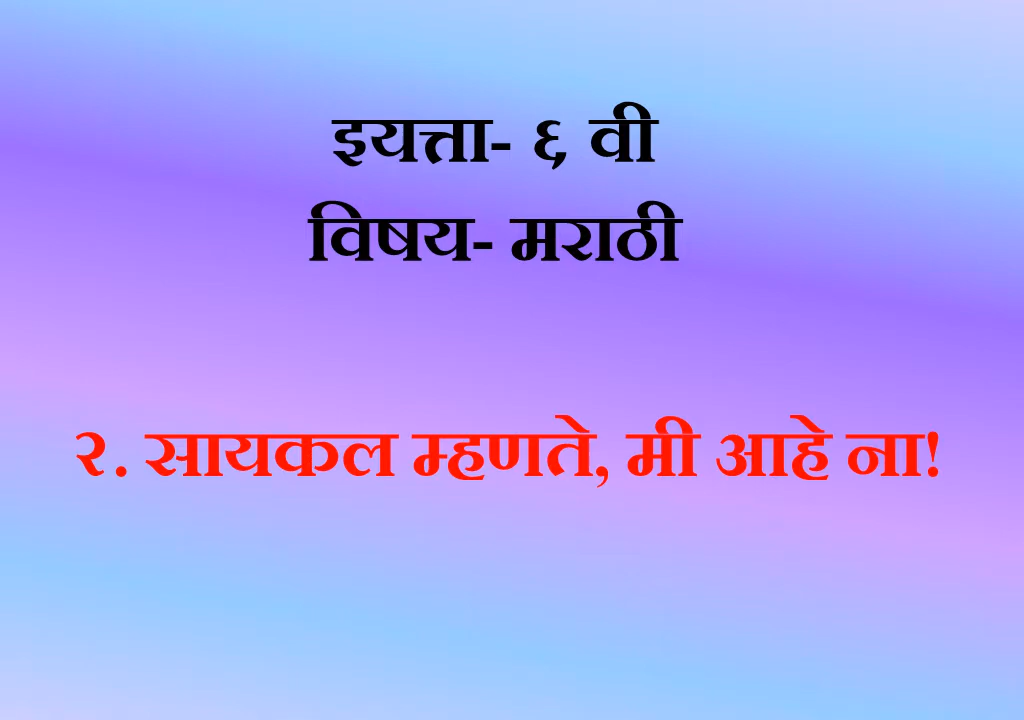 इयत्ता- ६ वी
विषय- मराठी
२. सायकल म्हणते, मी आहे ना!